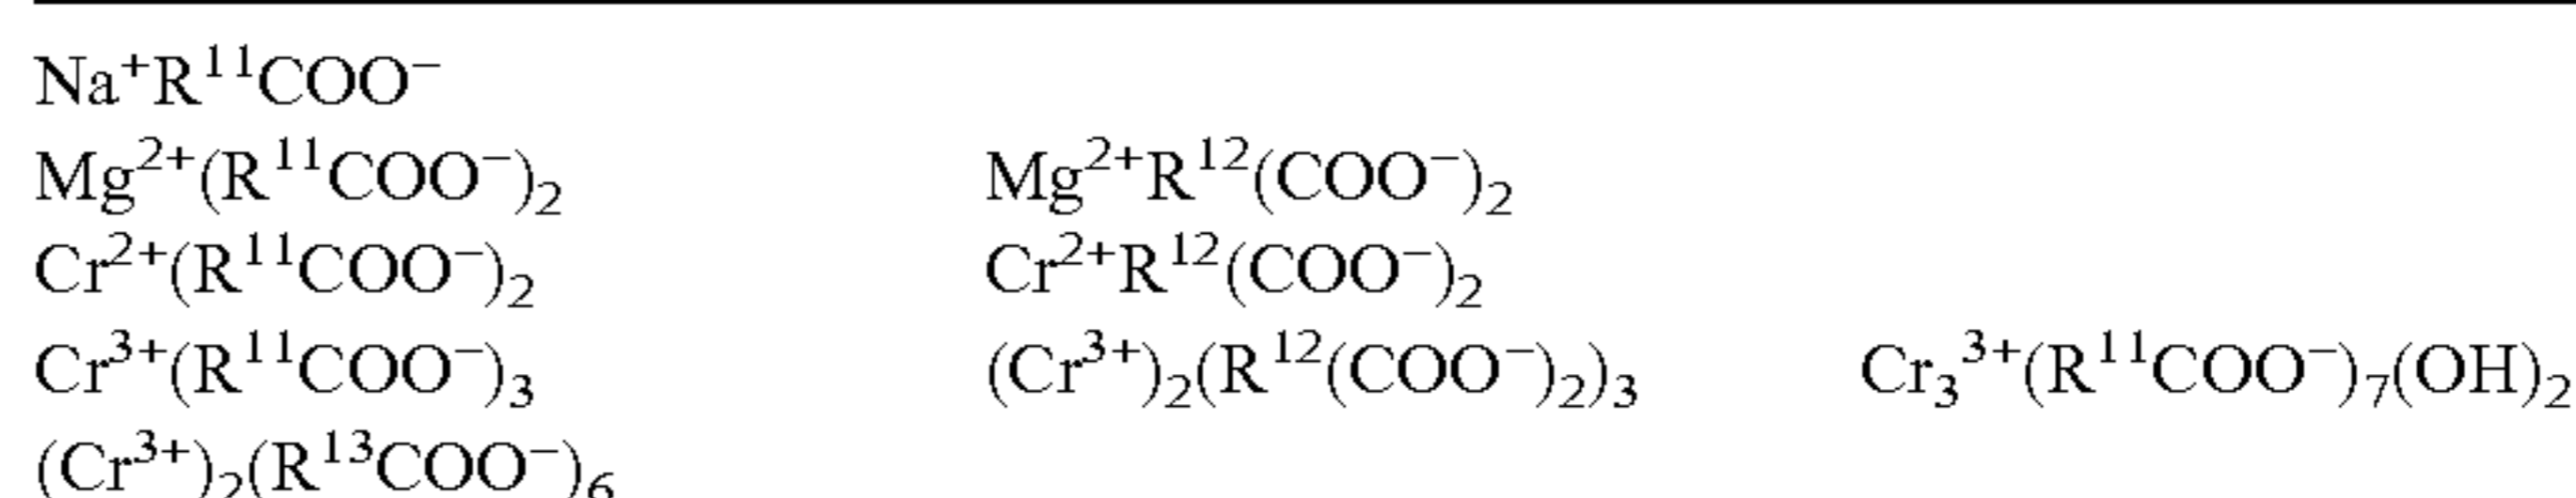 Na⁺R¹¹COO⁻
Mg²⁺(R¹¹COO⁻)₂ Mg²⁺R¹²(COO⁻)₂
Cr²⁺(R¹¹COO⁻)₂ Cr²⁺R¹²(COO⁻)₂
Cr³⁺(R¹¹COO⁻)₃ (Cr³⁺)₂(R¹²(COO⁻)₂)₃ Cr₃³⁺(R¹¹COO⁻)₇(OH)₂
(Cr³⁺)₂(R¹³COO⁻)₆